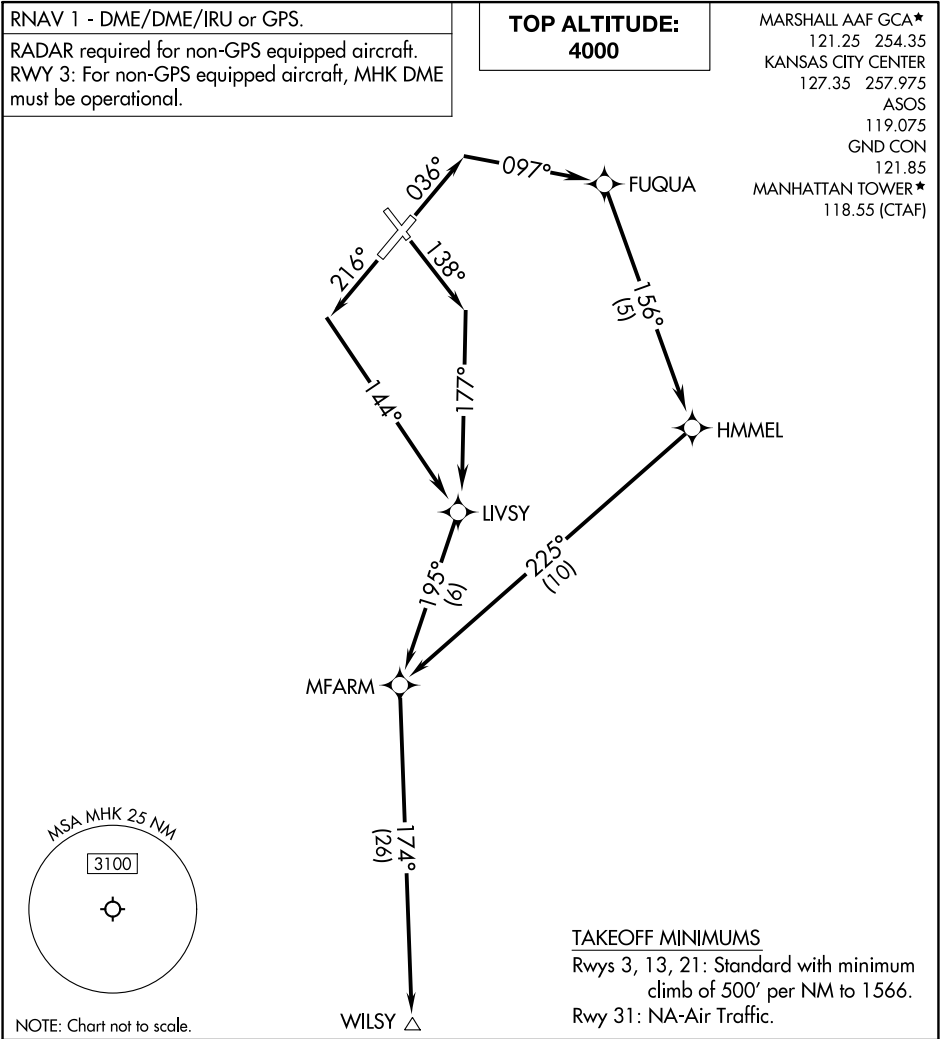 RNAV 1 - DME/DME/IRU or GPS.
RADAR required for non-GPS equipped aircraft.
RWY 3: For non-GPS equipped aircraft, MHK DME
must be operational.
TOP ALTITUDE:
4000
MARSHALL AAF GCA★
121.25 254.35
KANSAS CITY CENTER
127.35 257.975
ASOS
119.075
GND CON
121.85
MANHATTAN TOWER★
118.55 (CTAF)
036°
097°
FUQUA
216°
138°
156°
(5)
144°
177°
HMMEL
LIVSY
195°
(6)
225°
(10)
MFARM
174°
(26)
MSA MHK 25 NM
3100
WILSY
NOTE: Chart not to scale.
TAKEOFF MINIMUMS
Rwys 3, 13, 21: Standard with minimum
climb of 500' per NM to 1566.
Rwy 31: NA-Air Traffic.